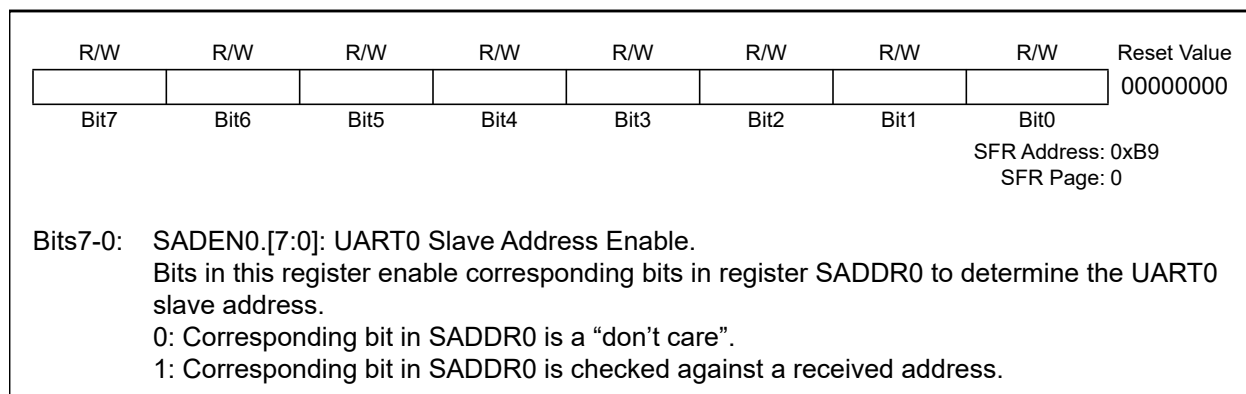 R/W R/W R/W R/W R/W R/W R/W R/W Reset Value
00000000
Bit7 Bit6 Bit5 Bit4 Bit3 Bit2 Bit1 Bit0
SFR Address: 0xB9
SFR Page: 0
Bits7-0: SADEN0.[7:0]: UART0 Slave Address Enable.
Bits in this register enable corresponding bits in register SADDR0 to determine the UART0
slave address.
0: Corresponding bit in SADDR0 is a “don’t care”.
1: Corresponding bit in SADDR0 is checked against a received address.